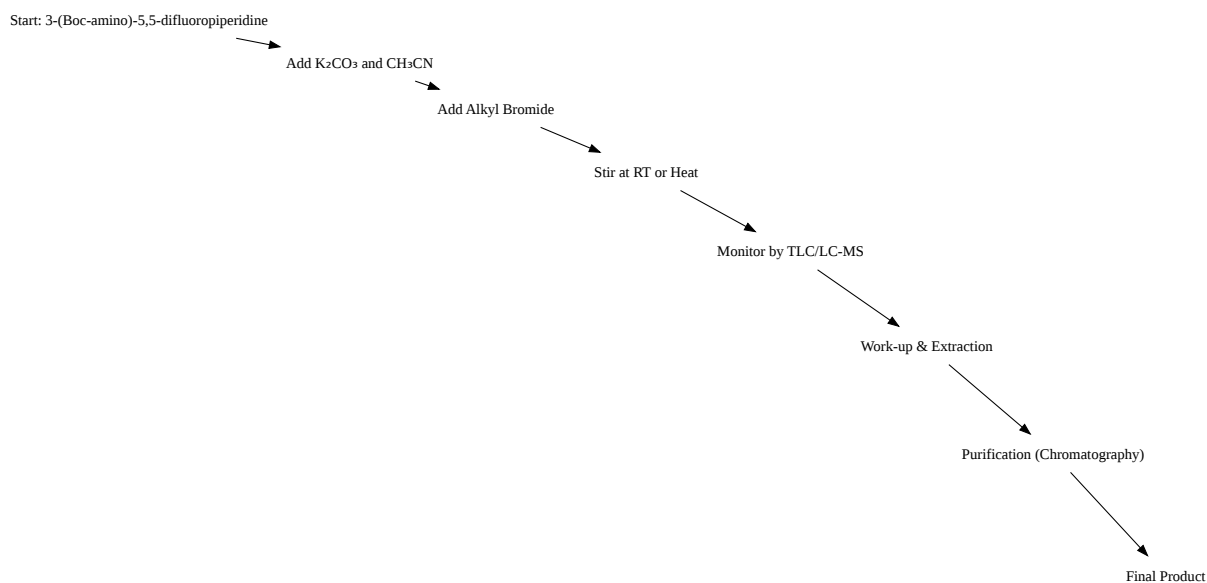 Start: 3-(Boc-amino)-5,5-difluoropiperidine
Add K₂CO₃ and CH₃CN
Add Alkyl Bromide
Stir at RT or Heat
Monitor by TLC/LC-MS
Work-up & Extraction
Purification (Chromatography)
Final Product